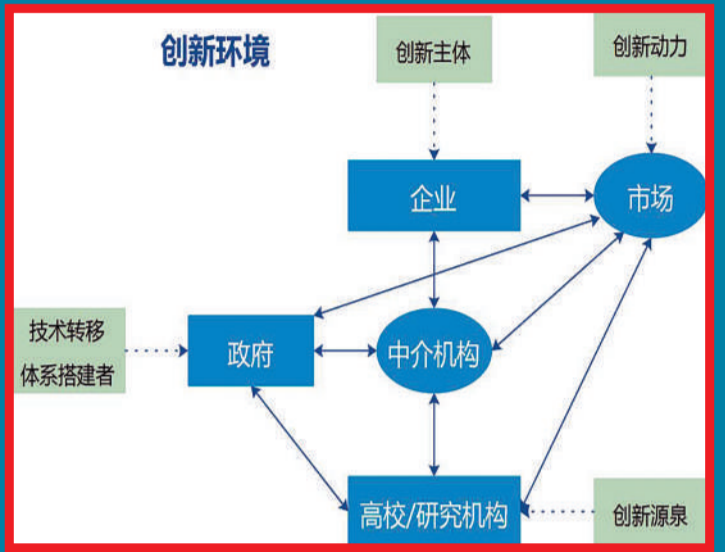 创新环境
创新主体
创新动力
企业
市场
技术转移
体系搭建者
政府
中介机构
高校/研究机构
创新源泉